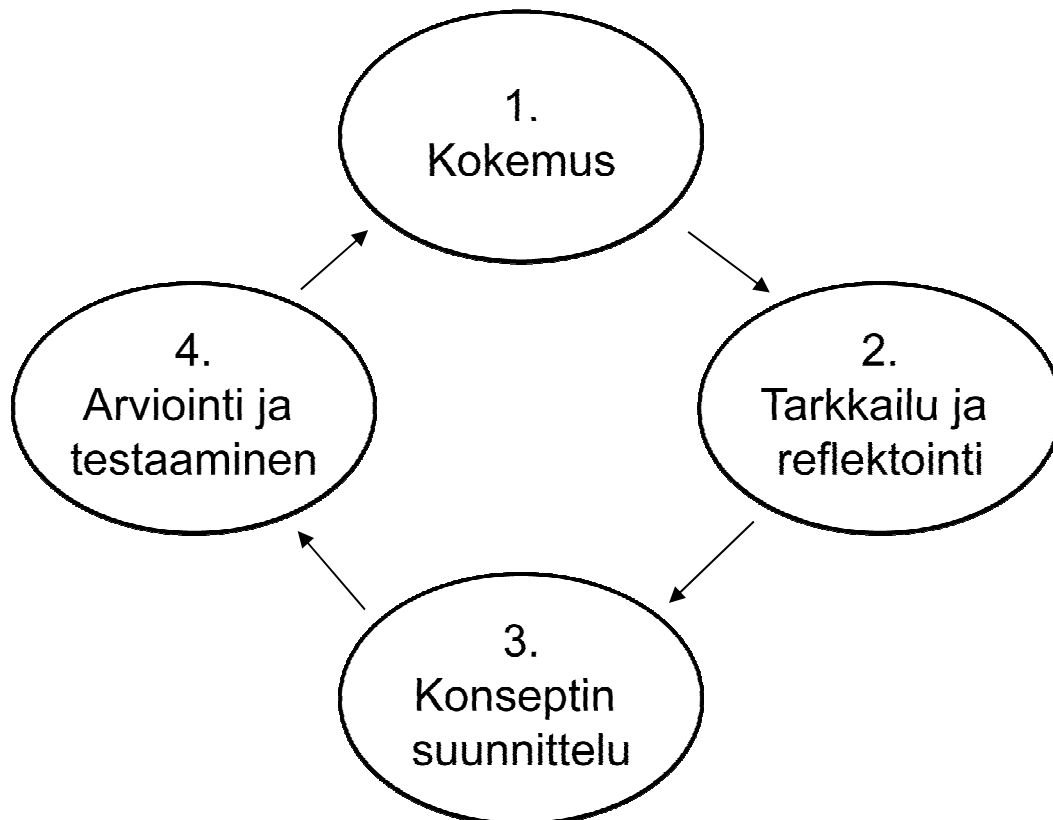 1.
Kokemus
2.
Tarkkailu ja
reflektointi
3.
Konseptin
suunnittelu
4.
Arviointi ja
testaaminen